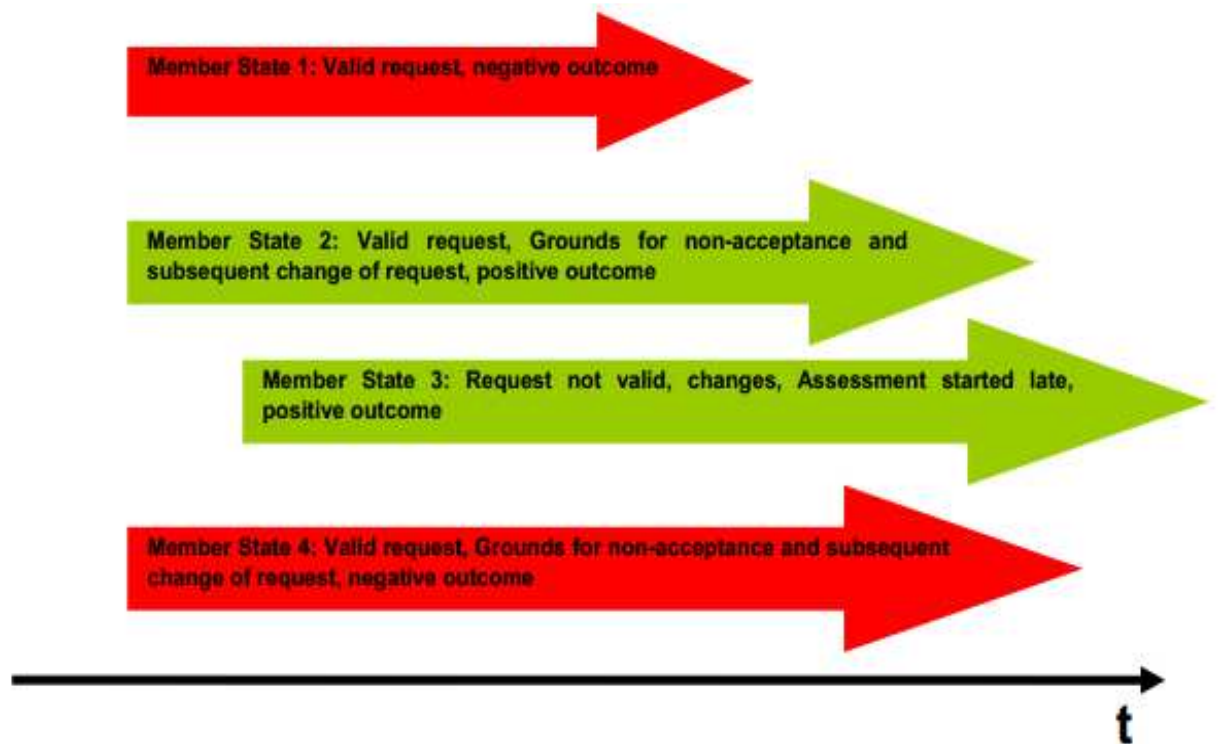 Member State 1: Valid request, negative outcome
Member State 2: Valid request, Grounds for non-acceptance and
subsequent change of request, positive outcome
Member State 3: Request not valid, changes, Assessment started late,
positive outcome
Member State 4: Valid request, Grounds for non-acceptance and subsequent
change of request, negative outcome
t